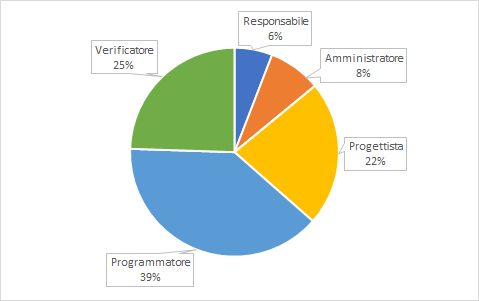 Responsabile
6%
Amministratore
8%
Progettista
22%
Programmatore
39%
Verificatore
25%